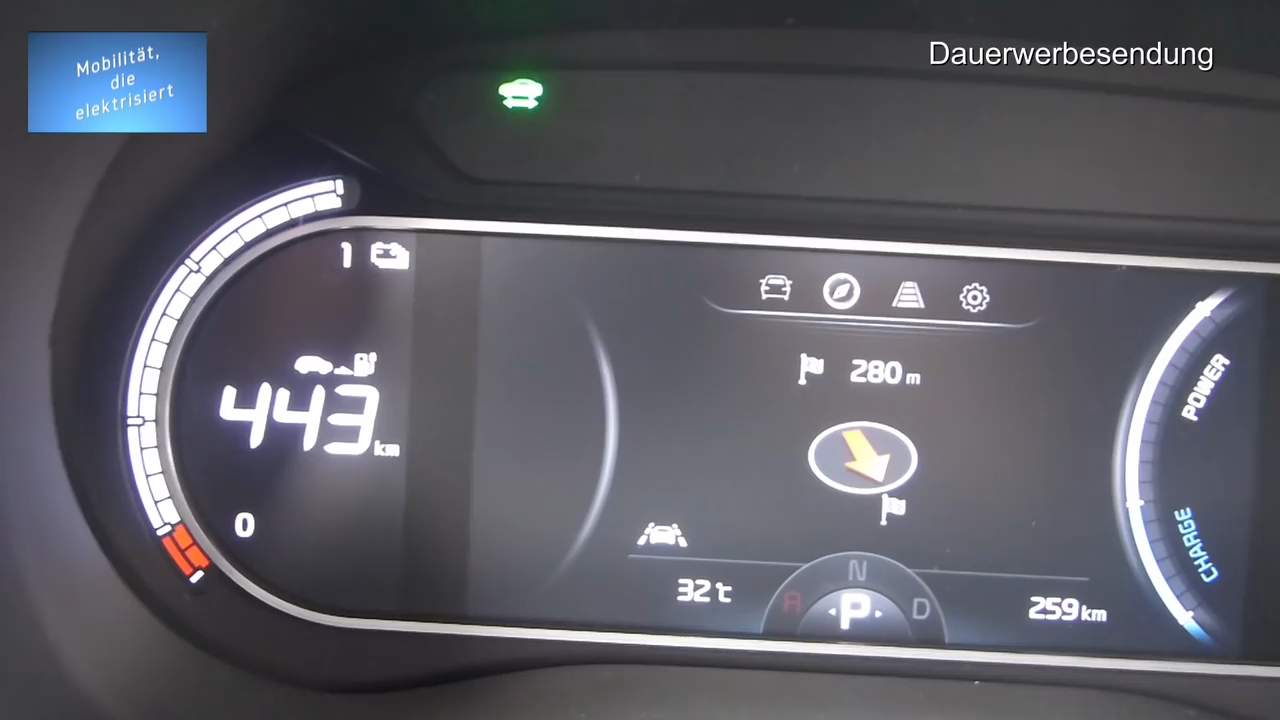 Mobilität,
die
elektrisiert
Dauerwerbesendung
1
443 km
0
280 m
POWER
CHARGE
32°C
N
R P D
259 km